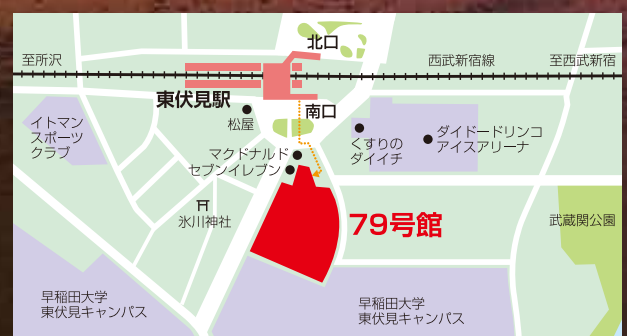 北口
至所沢
西武新宿線
至西武新宿
東伏見駅
南口
イトマン
スポーツ
クラブ
松屋
くすりの
ダイイチ
ダイドードリンコ
アイスアリーナ
マクドナルド
セブンイレブン
氷川神社
79号館
武蔵関公園
早稲田大学
東伏見キャンパス
早稲田大学
東伏見キャンパス